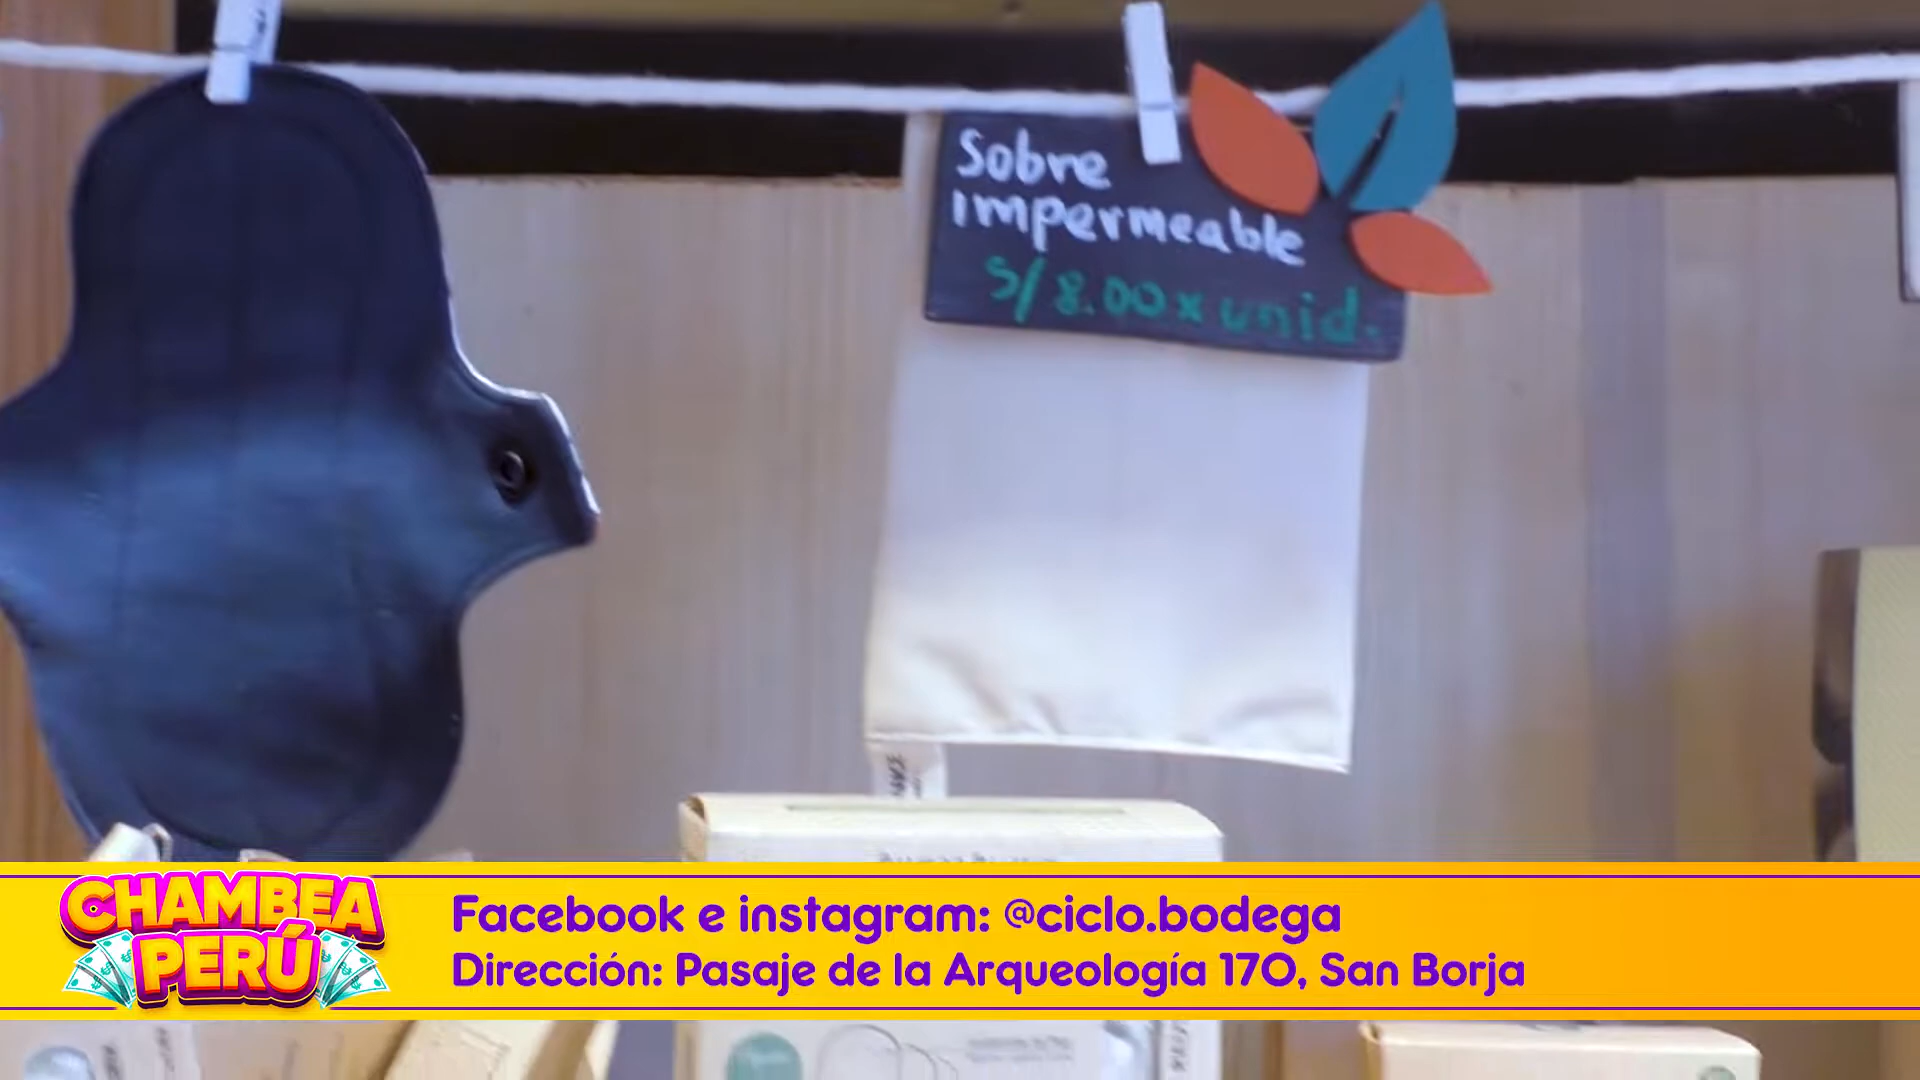 Sobre
impermeable
S/8.00 x unid.
CHAMBEA
PERÚ
Facebook e instagram: @ciclo.bodega
Dirección: Pasaje de la Arqueología 170, San Borja